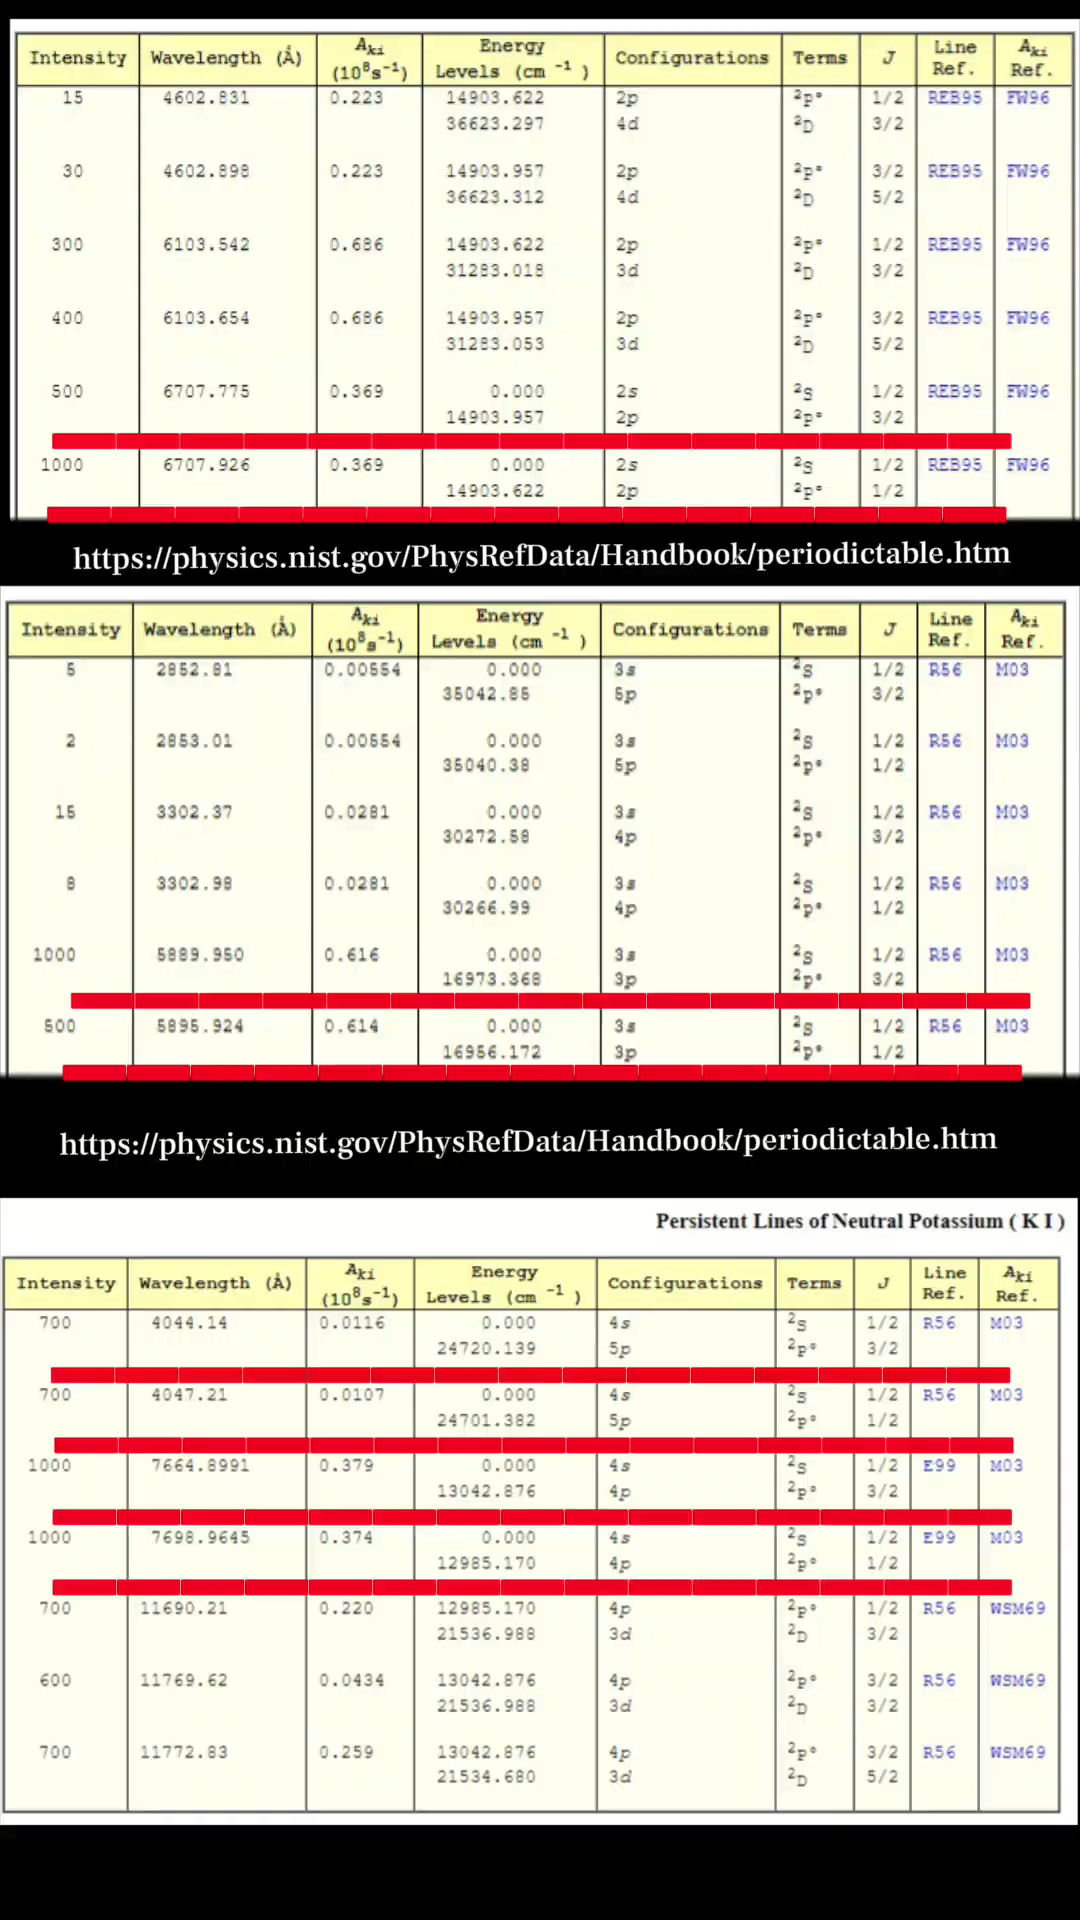 Intensity Wavelength (Å) Aki (10⁸s⁻¹) Energy Levels (cm⁻¹) Configurations Terms J Line Ref. Aki Ref.
15 4602.831 0.223 14903.622 2p ²P° 1/2 REB95 FW96
36623.297 4d ²D 3/2
30 4602.898 0.223 14903.957 2p ²P° 3/2 REB95 FW96
36623.312 4d ²D 5/2
300 6103.542 0.686 14903.622 2p ²P° 1/2 REB95 FW96
31283.018 3d ²D 3/2
400 6103.654 0.686 14903.957 2p ²P° 3/2 REB95 FW96
31283.053 3d ²D 5/2
500 6707.775 0.369 0.000 2s ²S 1/2 REB95 FW96
14903.957 2p ²P° 3/2
1000 6707.926 0.369 0.000 2s ²S 1/2 REB95 FW96
14903.622 2p ²P° 1/2
https://physics.nist.gov/PhysRefData/Handbook/periodictable.htm
Intensity Wavelength (Å) Aki (10⁸s⁻¹) Energy Levels (cm⁻¹) Configurations Terms J Line Ref. Aki Ref.
5 2852.81 0.00554 0.000 3s ²S 1/2 R56 M03
35042.85 5p ²P° 3/2
2 2853.01 0.00554 0.000 3s ²S 1/2 R56 M03
35040.38 5p ²P° 1/2
15 3302.37 0.0281 0.000 3s ²S 1/2 R56 M03
30272.58 4p ²P° 3/2
8 3302.98 0.0281 0.000 3s ²S 1/2 R56 M03
30266.99 4p ²P° 1/2
1000 5889.950 0.616 0.000 3s ²S 1/2 R56 M03
16973.368 3p ²P° 3/2
500 5895.924 0.614 0.000 3s ²S 1/2 R56 M03
16956.172 3p ²P° 1/2
https://physics.nist.gov/PhysRefData/Handbook/periodictable.htm
Persistent Lines of Neutral Potassium ( K I )
Intensity Wavelength (Å) Aki (10⁸s⁻¹) Energy Levels (cm⁻¹) Configurations Terms J Line Ref. Aki Ref.
700 4044.14 0.0116 0.000 4s ²S 1/2 R56 M03
24720.139 5p ²P° 3/2
700 4047.21 0.0107 0.000 4s ²S 1/2 R56 M03
24701.382 5p ²P° 1/2
1000 7664.8991 0.379 0.000 4s ²S 1/2 E99 M03
13042.876 4p ²P° 3/2
1000 7698.9645 0.374 0.000 4s ²S 1/2 E99 M03
12985.170 4p ²P° 1/2
700 11690.21 0.220 12985.170 4p ²P° 1/2 R56 WSM69
21536.988 3d ²D 3/2
600 11769.62 0.0434 13042.876 4p ²P° 3/2 R56 WSM69
21536.988 3d ²D 3/2
700 11772.83 0.259 13042.876 4p ²P° 3/2 R56 WSM69
21534.680 3d ²D 5/2